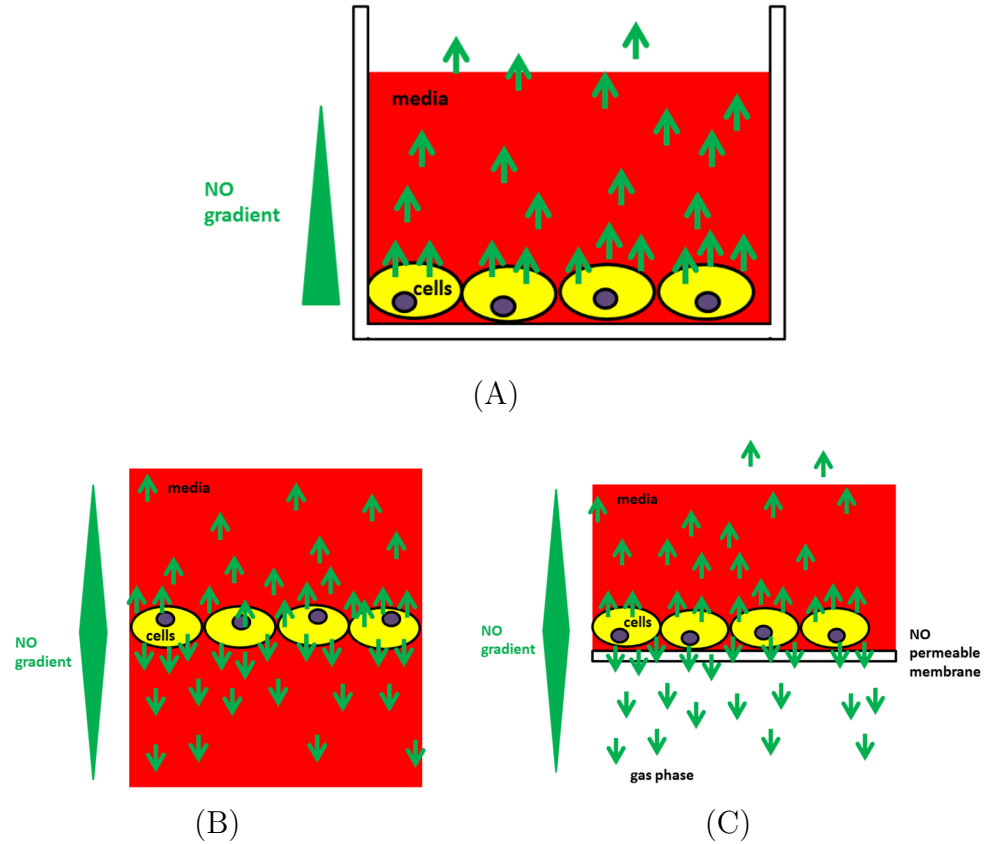 media
NO
gradient
cells
(A)
media
cells
NO
gradient
(B)
media
cells
NO
gradient
NO
permeable
membrane
gas phase
(C)